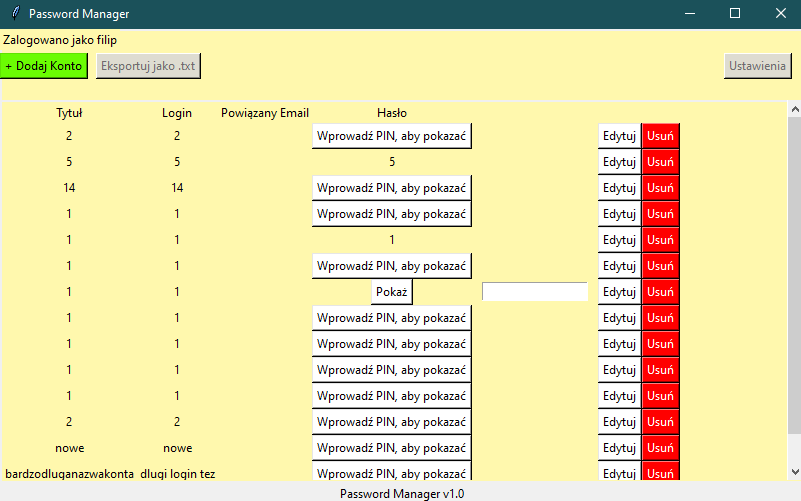 Password Manager
Zalogowano jako filip
+ Dodaj Konto Eksportuj jako .txt Ustawienia
Tytuł Login Powiązany Email Hasło
2 2 Wprowadź PIN, aby pokazać Edytuj Usuń
5 5 5 Edytuj Usuń
14 14 Wprowadź PIN, aby pokazać Edytuj Usuń
1 1 Wprowadź PIN, aby pokazać Edytuj Usuń
1 1 1 Edytuj Usuń
1 1 Wprowadź PIN, aby pokazać Edytuj Usuń
1 1 Pokaż Edytuj Usuń
1 1 Wprowadź PIN, aby pokazać Edytuj Usuń
1 1 Wprowadź PIN, aby pokazać Edytuj Usuń
1 1 Wprowadź PIN, aby pokazać Edytuj Usuń
1 1 Wprowadź PIN, aby pokazać Edytuj Usuń
2 2 Wprowadź PIN, aby pokazać Edytuj Usuń
nowe nowe Wprowadź PIN, aby pokazać Edytuj Usuń
bardzodluganazwakonta dlugi login tez Wprowadź PIN, aby pokazać Edytuj Usuń
Password Manager v1.0